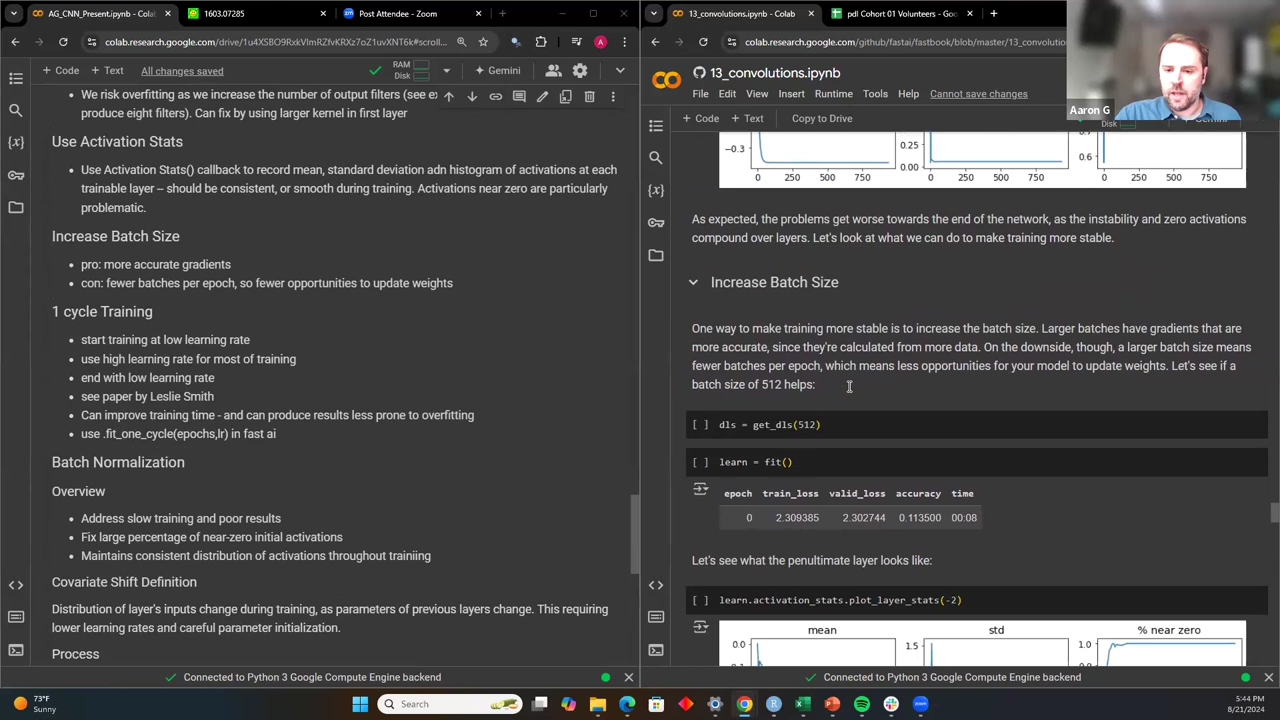 AG_CNN_Present.ipynb - Colab
1603.07285
Post Attendee - Zoom
colab.research.google.com/drive/1u4XSBO9RxkVlmRZfvKRXz7oZ1uvXNT6k#scroll...
+ Code + Text All changes saved
RAM
Disk
Gemini
We risk overfitting as we increase the number of output filters (see ex
produce eight filters). Can fix by using larger kernel in first layer
Use Activation Stats
Use Activation Stats() callback to record mean, standard deviation adn histogram of activations at each
trainable layer -- should be consistent, or smooth during training. Activations near zero are particularly
problematic.
Increase Batch Size
pro: more accurate gradients
con: fewer batches per epoch, so fewer opportunities to update weights
1 cycle Training
start training at low learning rate
use high learning rate for most of training
end with low learning rate
see paper by Leslie Smith
Can improve training time - and can produce results less prone to overfitting
use .fit_one_cycle(epochs,lr) in fast ai
Batch Normalization
Overview
Address slow training and poor results
Fix large percentage of near-zero initial activations
Maintains consistent distribution of activations throughout trainiing
Covariate Shift Definition
Distribution of layer's inputs change during training, as parameters of previous layers change. This requiring
lower learning rates and careful parameter initialization.
Process
Connected to Python 3 Google Compute Engine backend
13_convolutions.ipynb - Colab
pdl Cohort 01 Volunteers - Goo
colab.research.google.com/github/fastai/fastbook/blob/master/13_convolution
13_convolutions.ipynb
File Edit View Insert Runtime Tools Help Cannot save changes
Aaron G
+ Code + Text Copy to Drive
Disk
−0.3
0.00
0.25
0.6
0 250 500 750
0 250 500 750
0 250 500 750
As expected, the problems get worse towards the end of the network, as the instability and zero activations
compound over layers. Let's look at what we can do to make training more stable.
Increase Batch Size
One way to make training more stable is to increase the batch size. Larger batches have gradients that are
more accurate, since they're calculated from more data. On the downside, though, a larger batch size means
fewer batches per epoch, which means less opportunities for your model to update weights. Let's see if a
batch size of 512 helps:
[ ] dls = get_dls(512)
[ ] learn = fit()
epoch train_loss valid_loss accuracy time
0 2.309385 2.302744 0.113500 00:08
Let's see what the penultimate layer looks like:
[ ] learn.activation_stats.plot_layer_stats(-2)
mean std % near zero
0.0 1.5 1.0
Connected to Python 3 Google Compute Engine backend
73°F
Sunny
Search
5:44 PM
8/21/2024